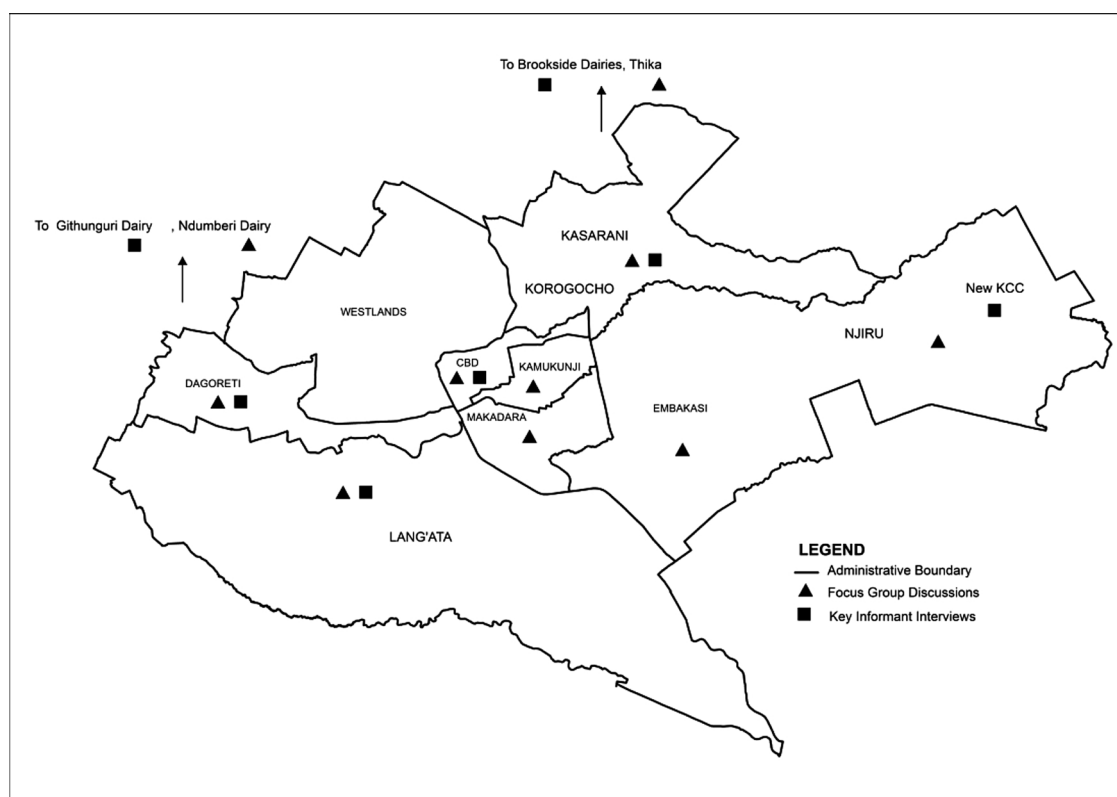 To Brookside Dairies, Thika
To Githunguri Dairy , Ndumberi Dairy
KASARANI
KOROGOCHO
New KCC
WESTLANDS
NJIRU
CBD
KAMUKUNJI
DAGORETI
MAKADARA
EMBAKASI
LANG'ATA
LEGEND
Administrative Boundary
Focus Group Discussions
Key Informant Interviews